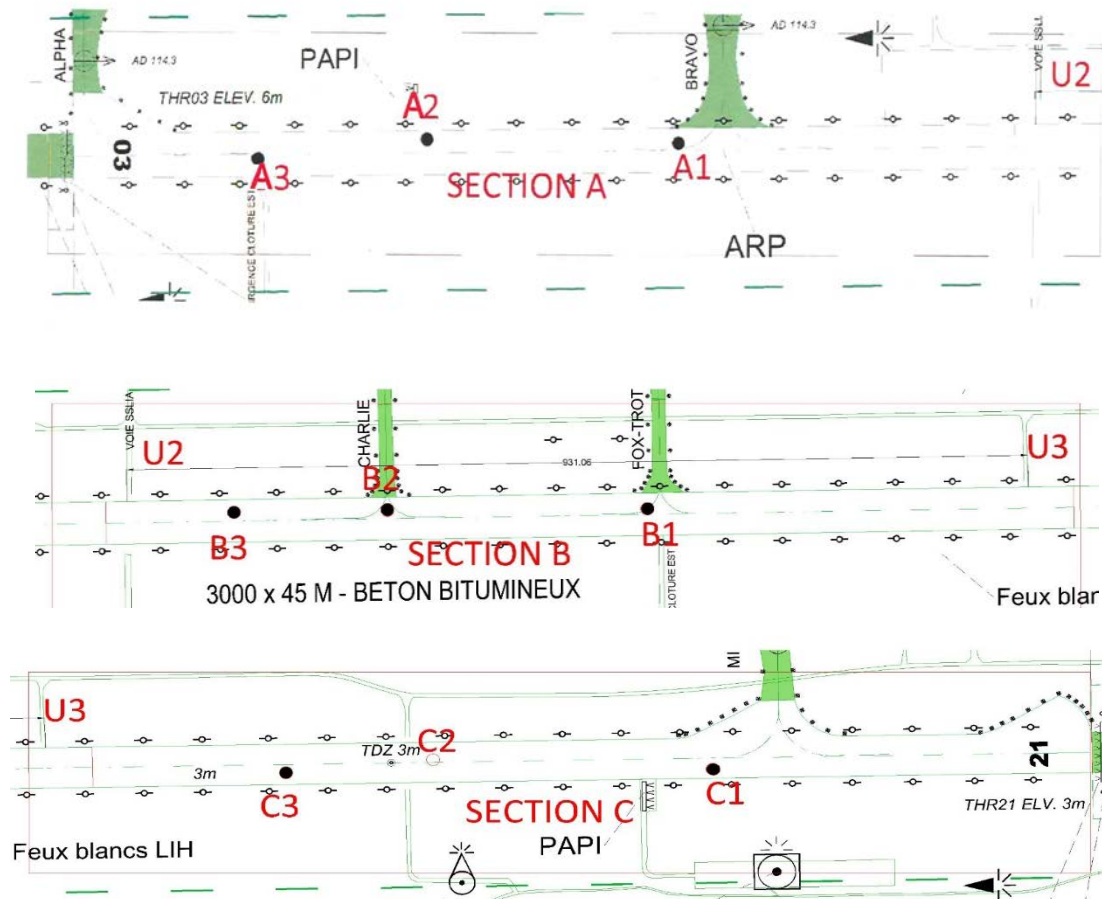 ALPHA
AD 114.3
BRAVO
AD 114.3
VOIE SSLIA
U2
PAPI
THR03 ELEV. 6m
A2
03
A3
SECTION A
A1
ARP
VOIE SSLIA
U2
CHARLIE
B2
931.06
FOX-TROT
U3
B3
SECTION B
B1
CLOTURE EST
3000 x 45 M - BETON BITUMINEUX
Feux blan
MI
U3
TDZ 3m
C2
21
3m
C3
SECTION C
C1
THR21 ELV. 3m
PAPI
Feux blancs LIH